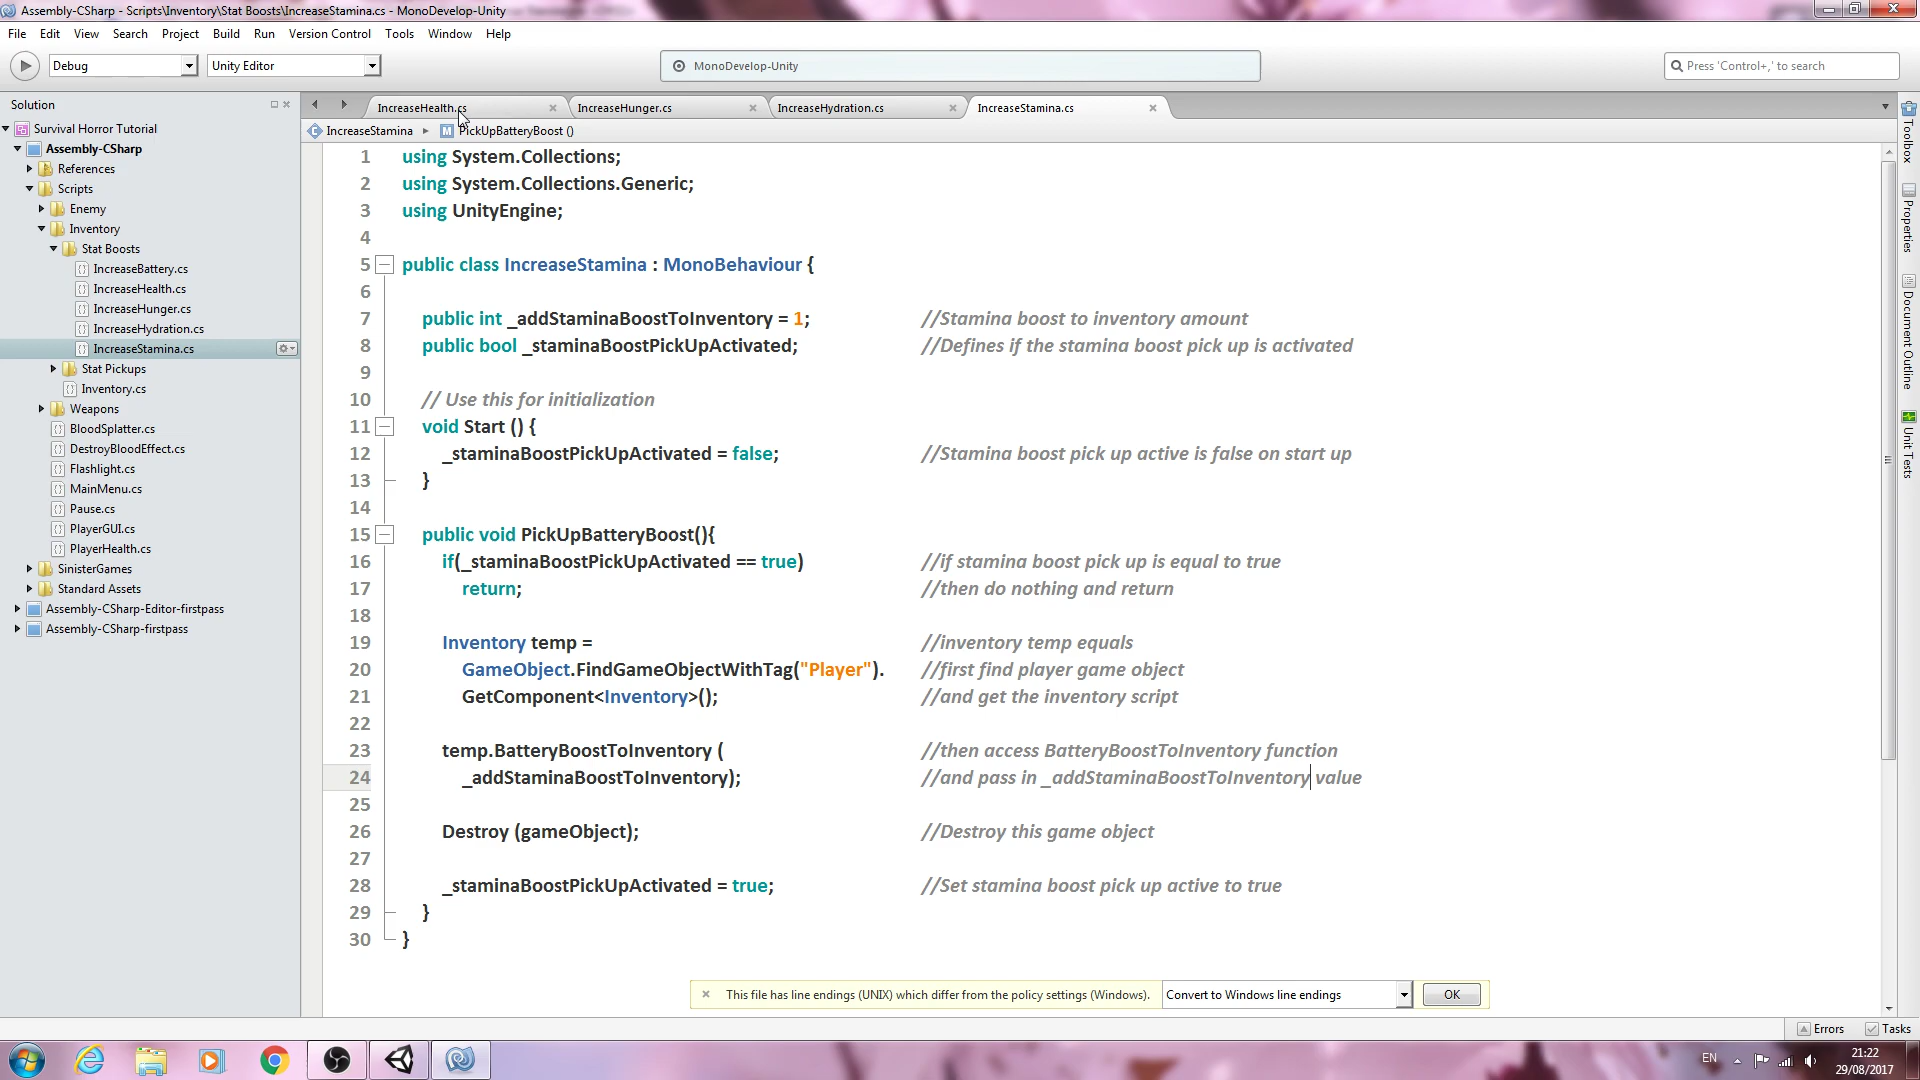 Assembly-CSharp - Scripts\Inventory\Stat Boosts\IncreaseStamina.cs - MonoDevelop-Unity
File Edit View Search Project Build Run Version Control Tools Window Help
Debug Unity Editor MonoDevelop-Unity Press 'Control+,' to search
Solution
IncreaseHealth.cs IncreaseHunger.cs IncreaseHydration.cs IncreaseStamina.cs
IncreaseStamina PickUpBatteryBoost ()
Survival Horror Tutorial
Assembly-CSharp
References
Scripts
Enemy
Inventory
Stat Boosts
IncreaseBattery.cs
IncreaseHealth.cs
IncreaseHunger.cs
IncreaseHydration.cs
IncreaseStamina.cs
Stat Pickups
Inventory.cs
Weapons
BloodSplatter.cs
DestroyBloodEffect.cs
Flashlight.cs
MainMenu.cs
Pause.cs
PlayerGUI.cs
PlayerHealth.cs
SinisterGames
Standard Assets
Assembly-CSharp-Editor-firstpass
Assembly-CSharp-firstpass
1 using System.Collections;
2 using System.Collections.Generic;
3 using UnityEngine;
4
5 public class IncreaseStamina : MonoBehaviour {
6
7 public int _addStaminaBoostToInventory = 1; //Stamina boost to inventory amount
8 public bool _staminaBoostPickUpActivated; //Defines if the stamina boost pick up is activated
9
10 // Use this for initialization
11 void Start () {
12 _staminaBoostPickUpActivated = false; //Stamina boost pick up active is false on start up
13 }
14
15 public void PickUpBatteryBoost(){
16 if(_staminaBoostPickUpActivated == true) //if stamina boost pick up is equal to true
17 return; //then do nothing and return
18
19 Inventory temp = //inventory temp equals
20 GameObject.FindGameObjectWithTag("Player"). //first find player game object
21 GetComponent<Inventory>(); //and get the inventory script
22
23 temp.BatteryBoostToInventory ( //then access BatteryBoostToInventory function
24 _addStaminaBoostToInventory); //and pass in _addStaminaBoostToInventory value
25
26 Destroy (gameObject); //Destroy this game object
27
28 _staminaBoostPickUpActivated = true; //Set stamina boost pick up active to true
29 }
30 }
Toolbox
Properties
Document Outline
Unit Tests
This file has line endings (UNIX) which differ from the policy settings (Windows). Convert to Windows line endings OK
Errors Tasks
EN 21:22
29/08/2017